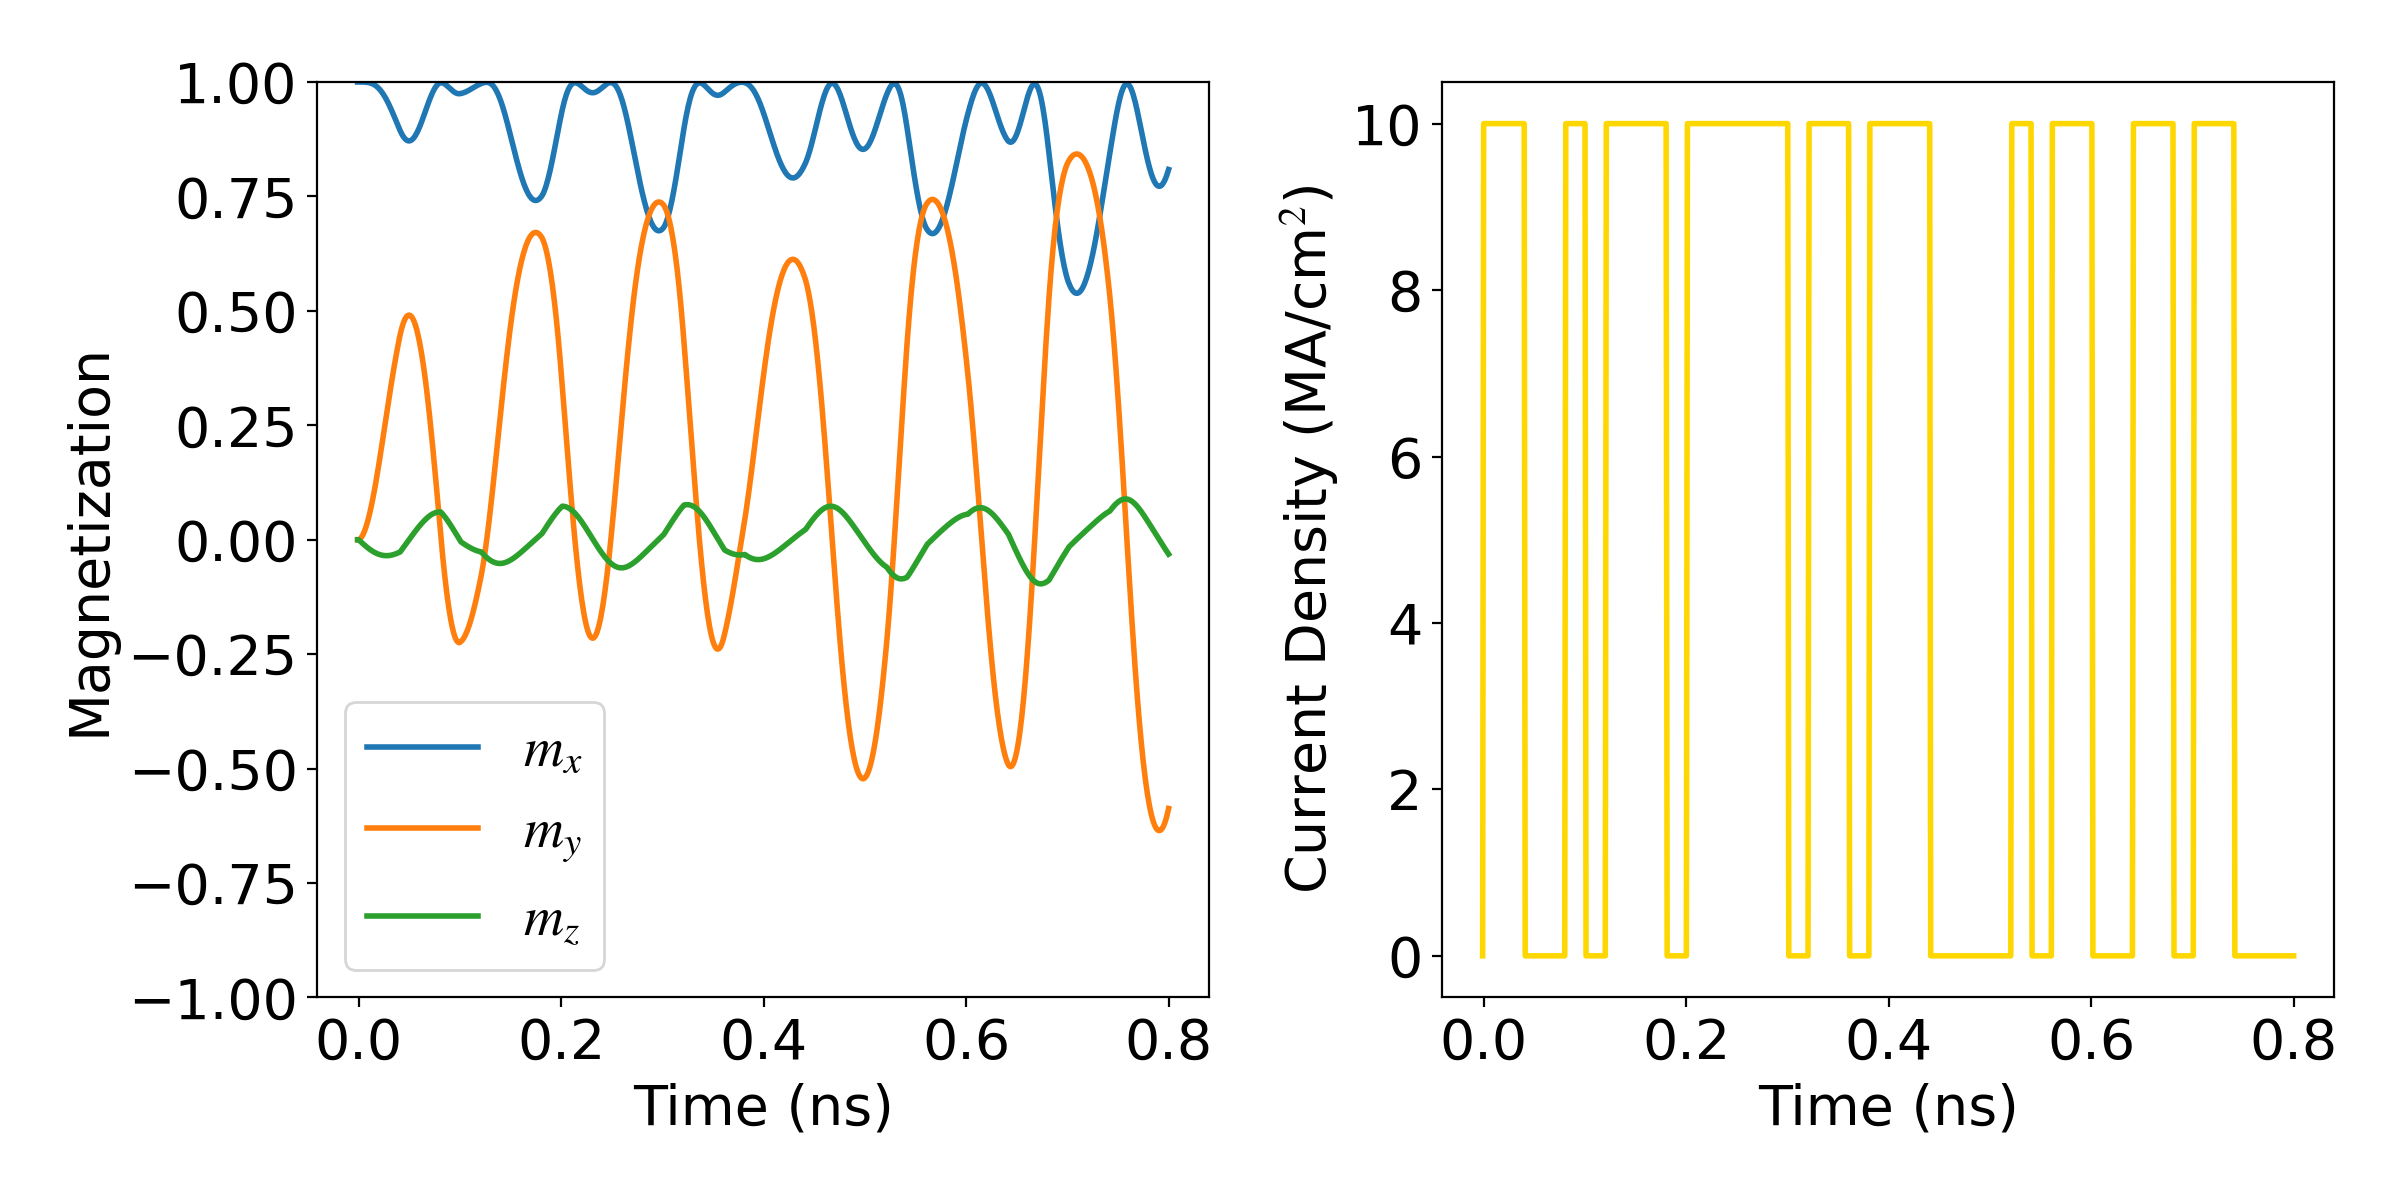 1.00
0.75
0.50
0.25
0.00
−0.25
−0.50
−0.75
−1.00
Magnetization
m_x
m_y
m_z
0.0 0.2 0.4 0.6 0.8
Time (ns)
10
8
6
4
2
0
Current Density (MA/cm²)
0.0 0.2 0.4 0.6 0.8
Time (ns)